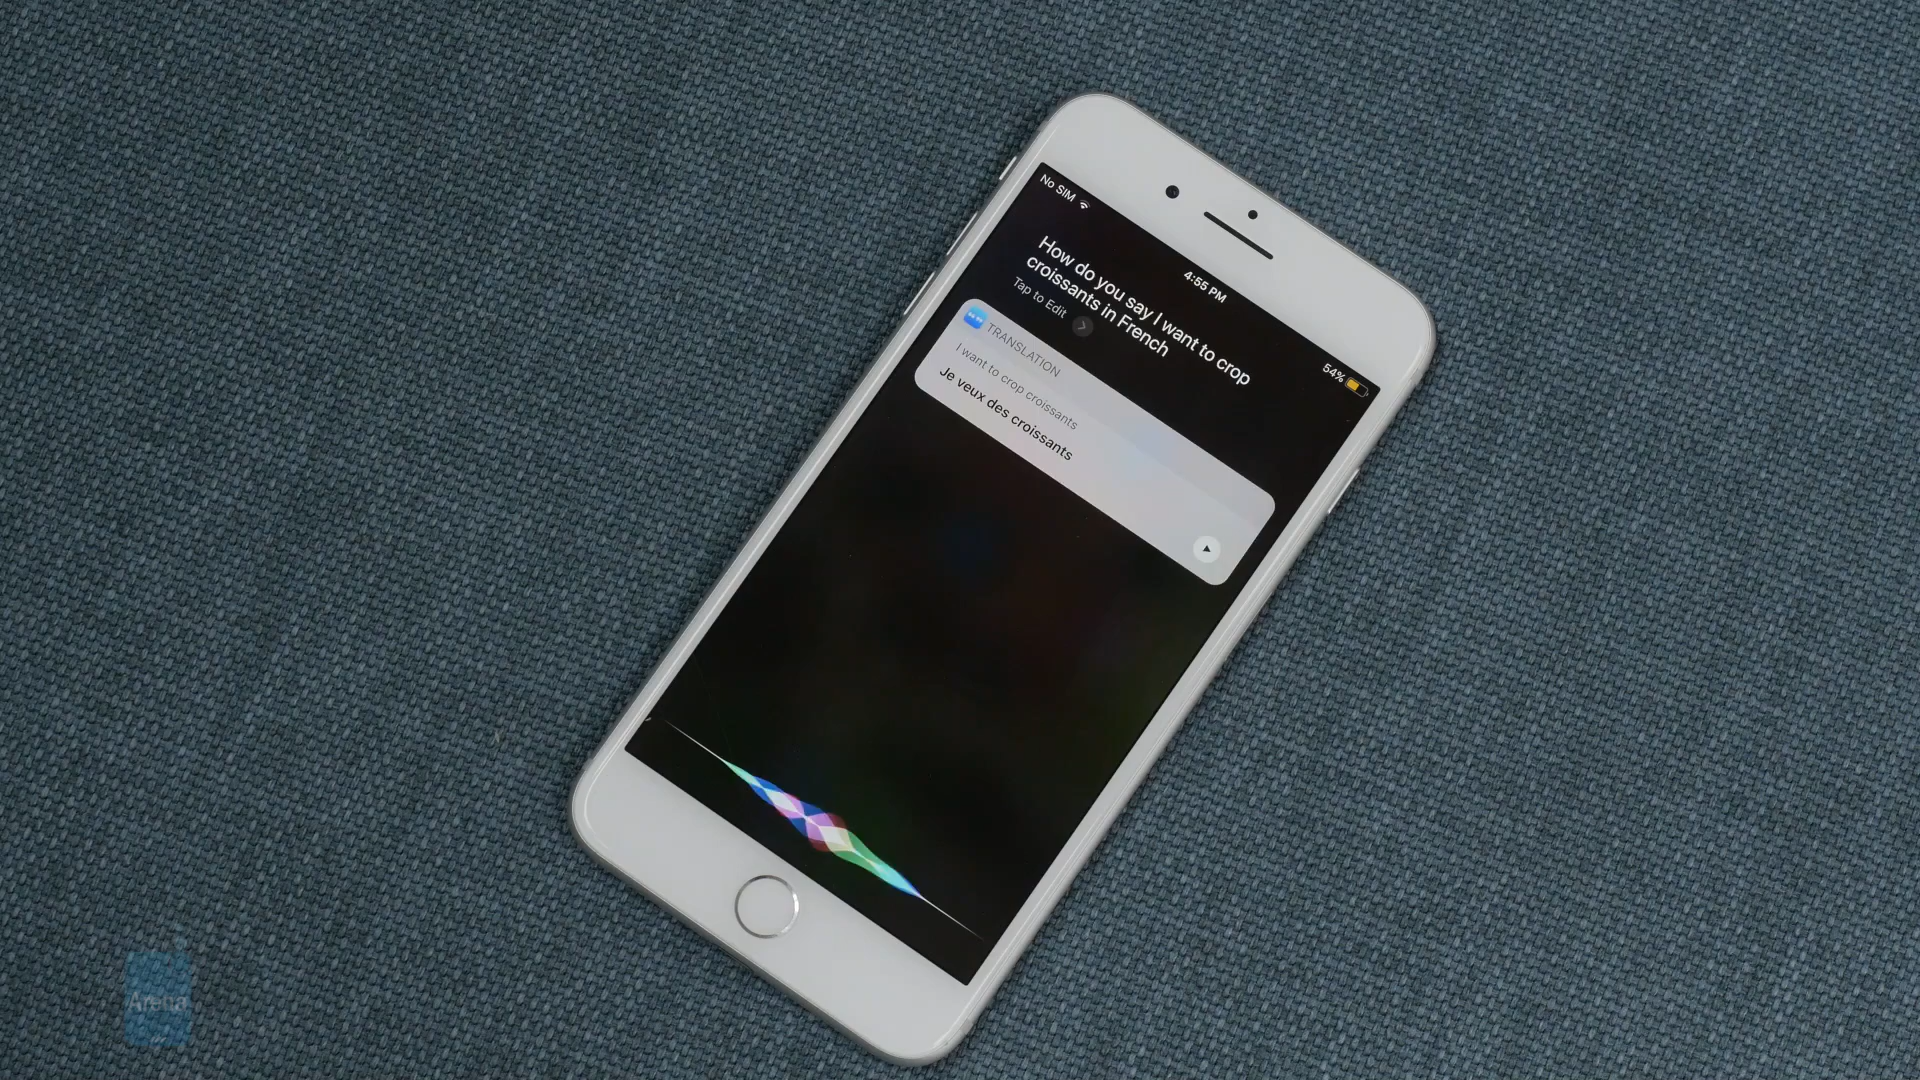 No SIM
4:55 PM
54%
How do you say I want to crop
croissants in French
Tap to Edit
TRANSLATION
I want to crop croissants
Je veux des croissants
Arena